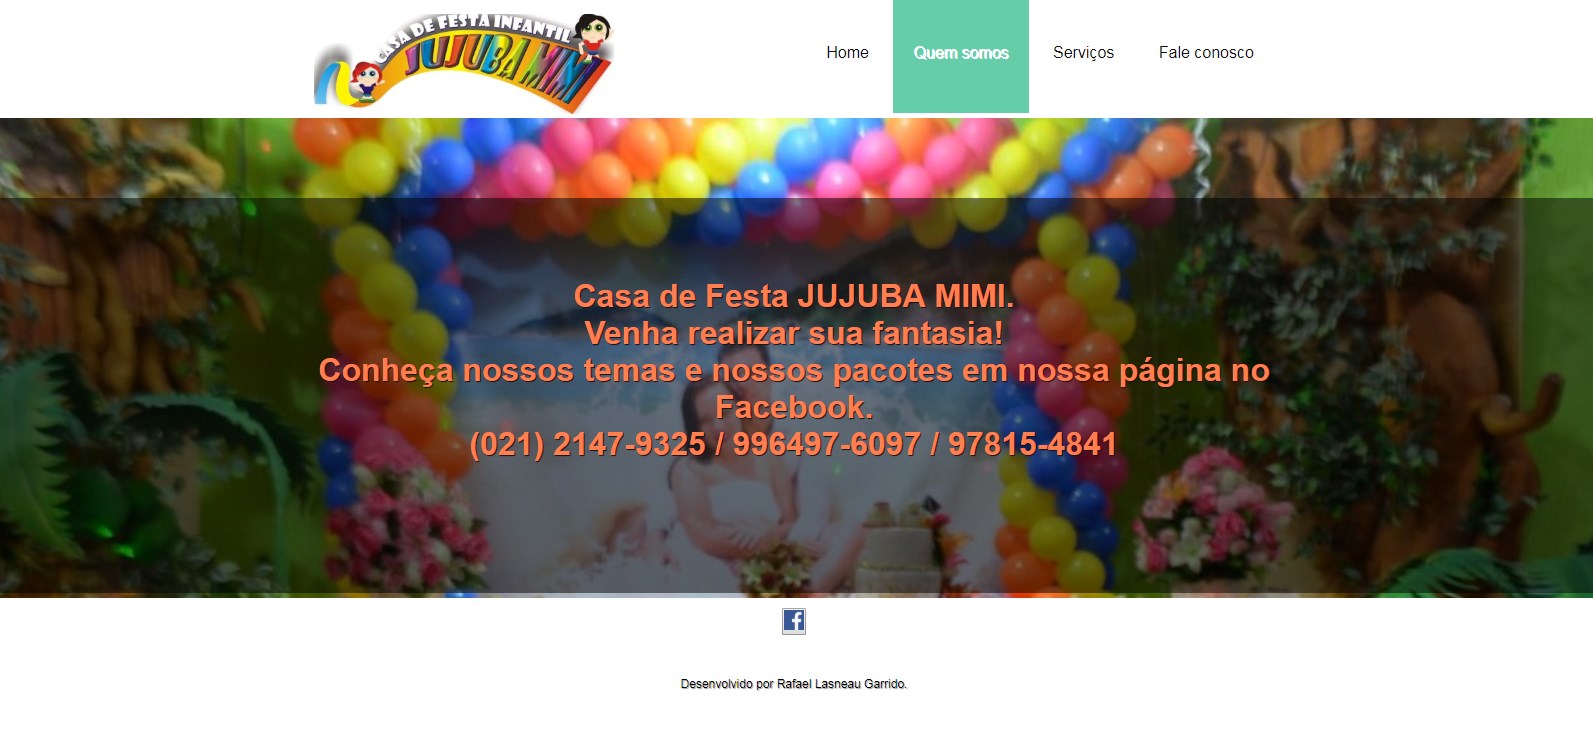 CASA DE FESTA INFANTIL
JUJUBA MIMI
Home
Quem somos
Serviços
Fale conosco
Casa de Festa JUJUBA MIMI.
Venha realizar sua fantasia!
Conheça nossos temas e nossos pacotes em nossa página no
Facebook.
(021) 2147-9325 / 996497-6097 / 97815-4841
f
Desenvolvido por Rafael Lasneau Garrido.